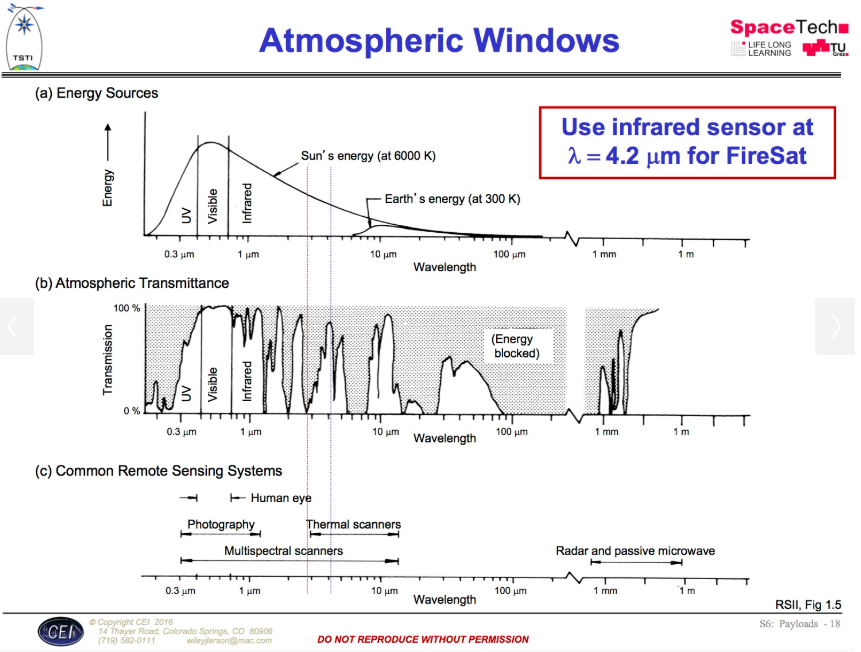 TSTI
Atmospheric Windows
SpaceTech
LIFE LONG
LEARNING
TU
Graz
(a) Energy Sources
Use infrared sensor at
λ = 4.2 μm for FireSat
Energy
UV
Visible
Infrared
Sun's energy (at 6000 K)
Earth's energy (at 300 K)
0.3 μm
1 μm
10 μm
100 μm
1 mm
1 m
Wavelength
(b) Atmospheric Transmittance
100 %
Transmission
0 %
UV
Visible
Infrared
(Energy
blocked)
0.3 μm
1 μm
10 μm
100 μm
1 mm
1 m
Wavelength
(c) Common Remote Sensing Systems
Human eye
Photography
Thermal scanners
Multispectral scanners
Radar and passive microwave
0.3 μm
1 μm
10 μm
100 μm
1 mm
1 m
Wavelength
RSII, Fig 1.5
CEI
© Copyright CEI 2016
14 Thayer Road, Colorado Springs, CO 80906
(719) 582-0111 wileyjlarson@mac.com
DO NOT REPRODUCE WITHOUT PERMISSION
S6: Payloads - 18